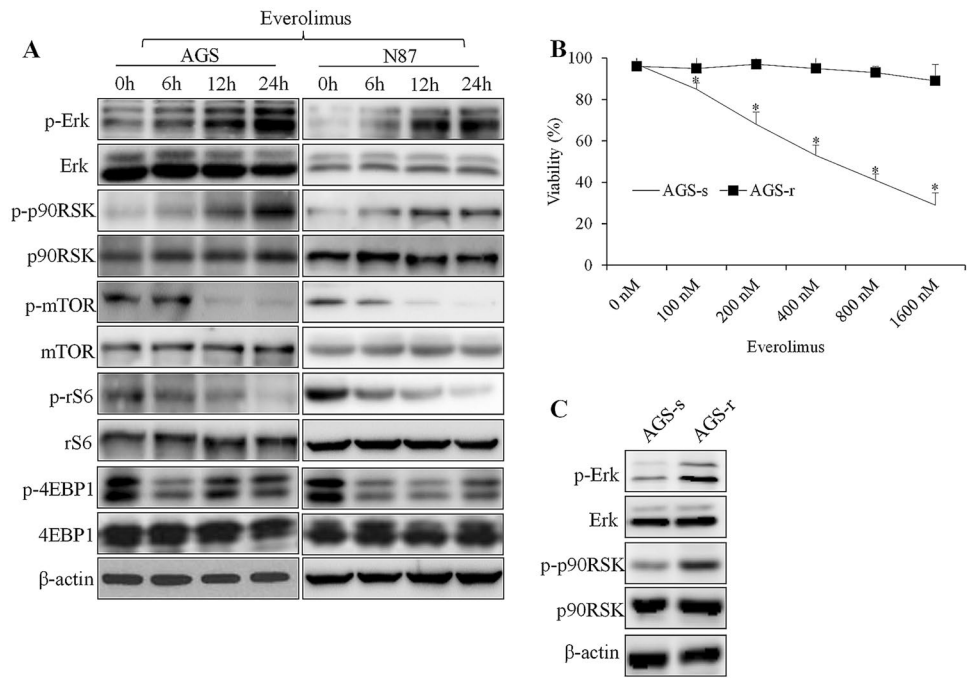 Everolimus
A
AGS
N87
0h 6h 12h 24h 0h 6h 12h 24h
p-Erk
Erk
p-p90RSK
p90RSK
p-mTOR
mTOR
p-rS6
rS6
p-4EBP1
4EBP1
β-actin
B
100
80
60
40
20
0
Viability (%)
* * * * *
AGS-s AGS-r
0 nM 100 nM 200 nM 400 nM 800 nM 1600 nM
Everolimus
C
AGS-s AGS-r
p-Erk
Erk
p-p90RSK
p90RSK
β-actin